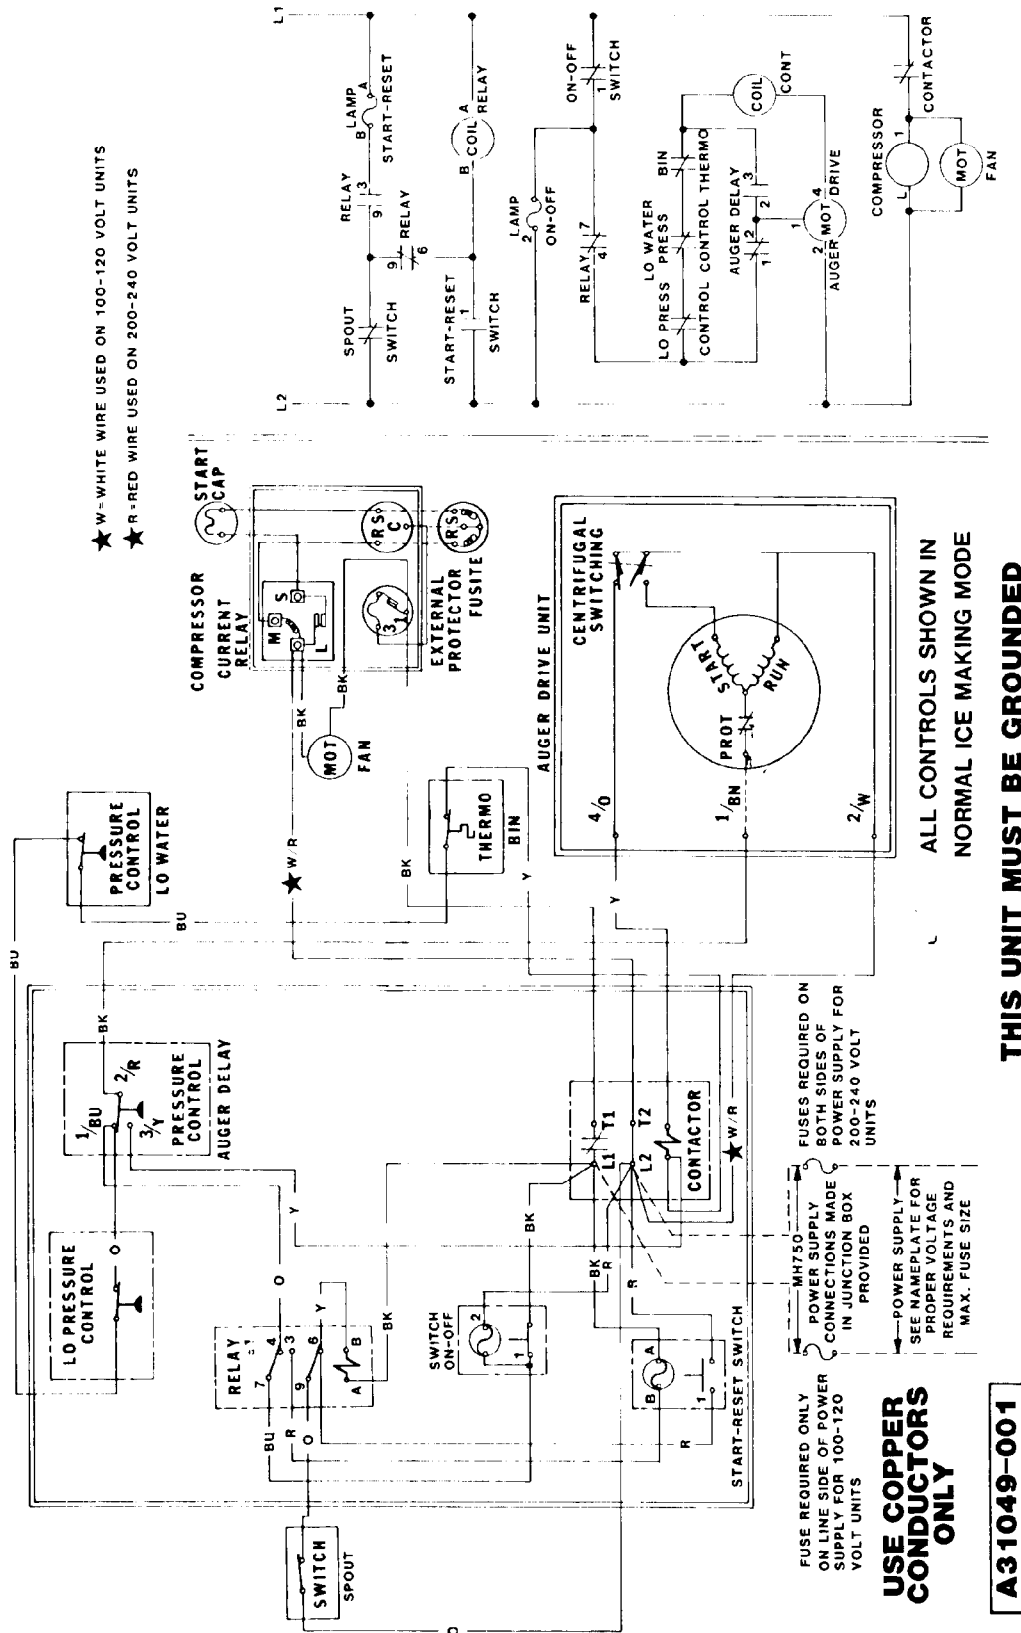 ★ W=WHITE WIRE USED ON 100-120 VOLT UNITS
★ R=RED WIRE USED ON 200-240 VOLT UNITS
BU
PRESSURE
CONTROL
LO WATER
BU
LO PRESSURE
CONTROL
O
1/BU
2/R
3/Y
PRESSURE
CONTROL
AUGER DELAY
BK
Y
O
COMPRESSOR
CURRENT
RELAY
M
S
L
START
CAP
R S
C
R S
3
1
EXTERNAL
PROTECTOR
FUSITE
BK
BK
MOT
FAN
★ W/R
BK
THERMO
BIN
Y
Y
RELAY
7
4
3
9
6
A
B
Y
BU
R
O
BK
SWITCH
SPOUT
O
SWITCH
ON-OFF
2
1
BK
BK
R
R
R
B
A
1
START-RESET SWITCH
L1
T1
L2
T2
CONTACTOR
★ W/R
AUGER DRIVE UNIT
CENTRIFUGAL
SWITCHING
4/O
1/BN
2/W
PROT
START
RUN
L2
L1
SPOUT
SWITCH
RELAY
9
3
LAMP
B
A
START-RESET
9
6
RELAY
START-RESET
1
SWITCH
B
COIL
A
RELAY
LAMP
2
ON-OFF
ON-OFF
1
SWITCH
RELAY
4
7
LO PRESS
CONTROL
LO WATER
PRESS
CONTROL
BIN
THERMO
COIL
CONT
AUGER DELAY
1
2
2
3
1
2
MOT
4
AUGER
DRIVE
COMPRESSOR
L
1
MOT
FAN
CONTACTOR
FUSE REQUIRED ONLY
ON LINE SIDE OF POWER
SUPPLY FOR 100-120
VOLT UNITS
MH750
POWER SUPPLY
CONNECTIONS MADE
IN JUNCTION BOX
PROVIDED
FUSES REQUIRED ON
BOTH SIDES OF
POWER SUPPLY FOR
200-240 VOLT
UNITS
POWER SUPPLY
SEE NAMEPLATE FOR
PROPER VOLTAGE
REQUIREMENTS AND
MAX. FUSE SIZE
USE COPPER
CONDUCTORS
ONLY
ALL CONTROLS SHOWN IN
NORMAL ICE MAKING MODE
THIS UNIT MUST BE GROUNDED
A31049-001